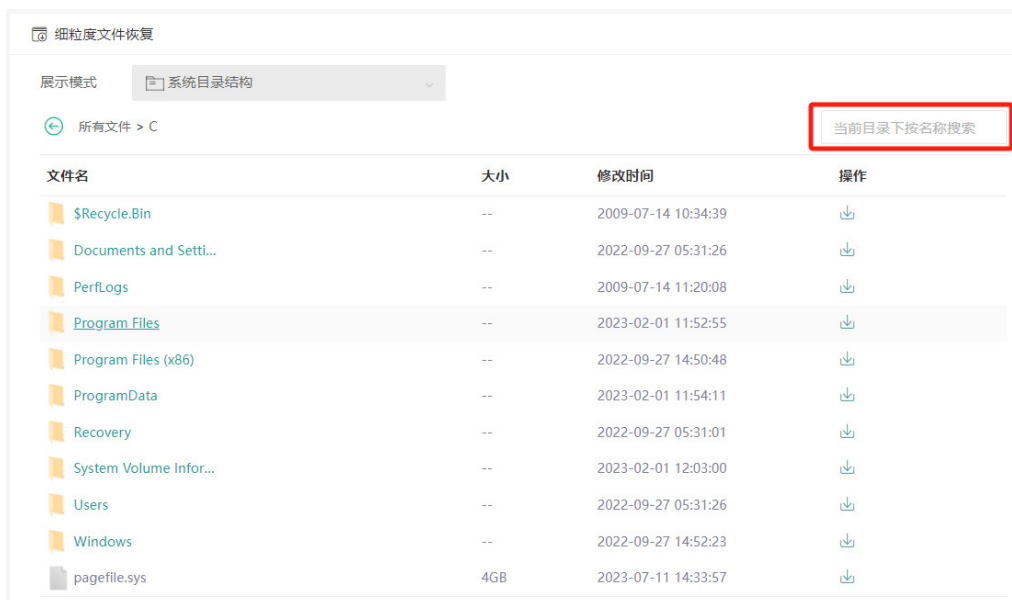 细粒度文件恢复
展示模式 系统目录结构
所有文件 > C 当前目录下按名称搜索
文件名 大小 修改时间 操作
$Recycle.Bin -- 2009-07-14 10:34:39
Documents and Setti... -- 2022-09-27 05:31:26
PerfLogs -- 2009-07-14 11:20:08
Program Files -- 2023-02-01 11:52:55
Program Files (x86) -- 2022-09-27 14:50:48
ProgramData -- 2023-02-01 11:54:11
Recovery -- 2022-09-27 05:31:01
System Volume Infor... -- 2023-02-01 12:03:00
Users -- 2022-09-27 05:31:26
Windows -- 2022-09-27 14:52:23
pagefile.sys 4GB 2023-07-11 14:33:57